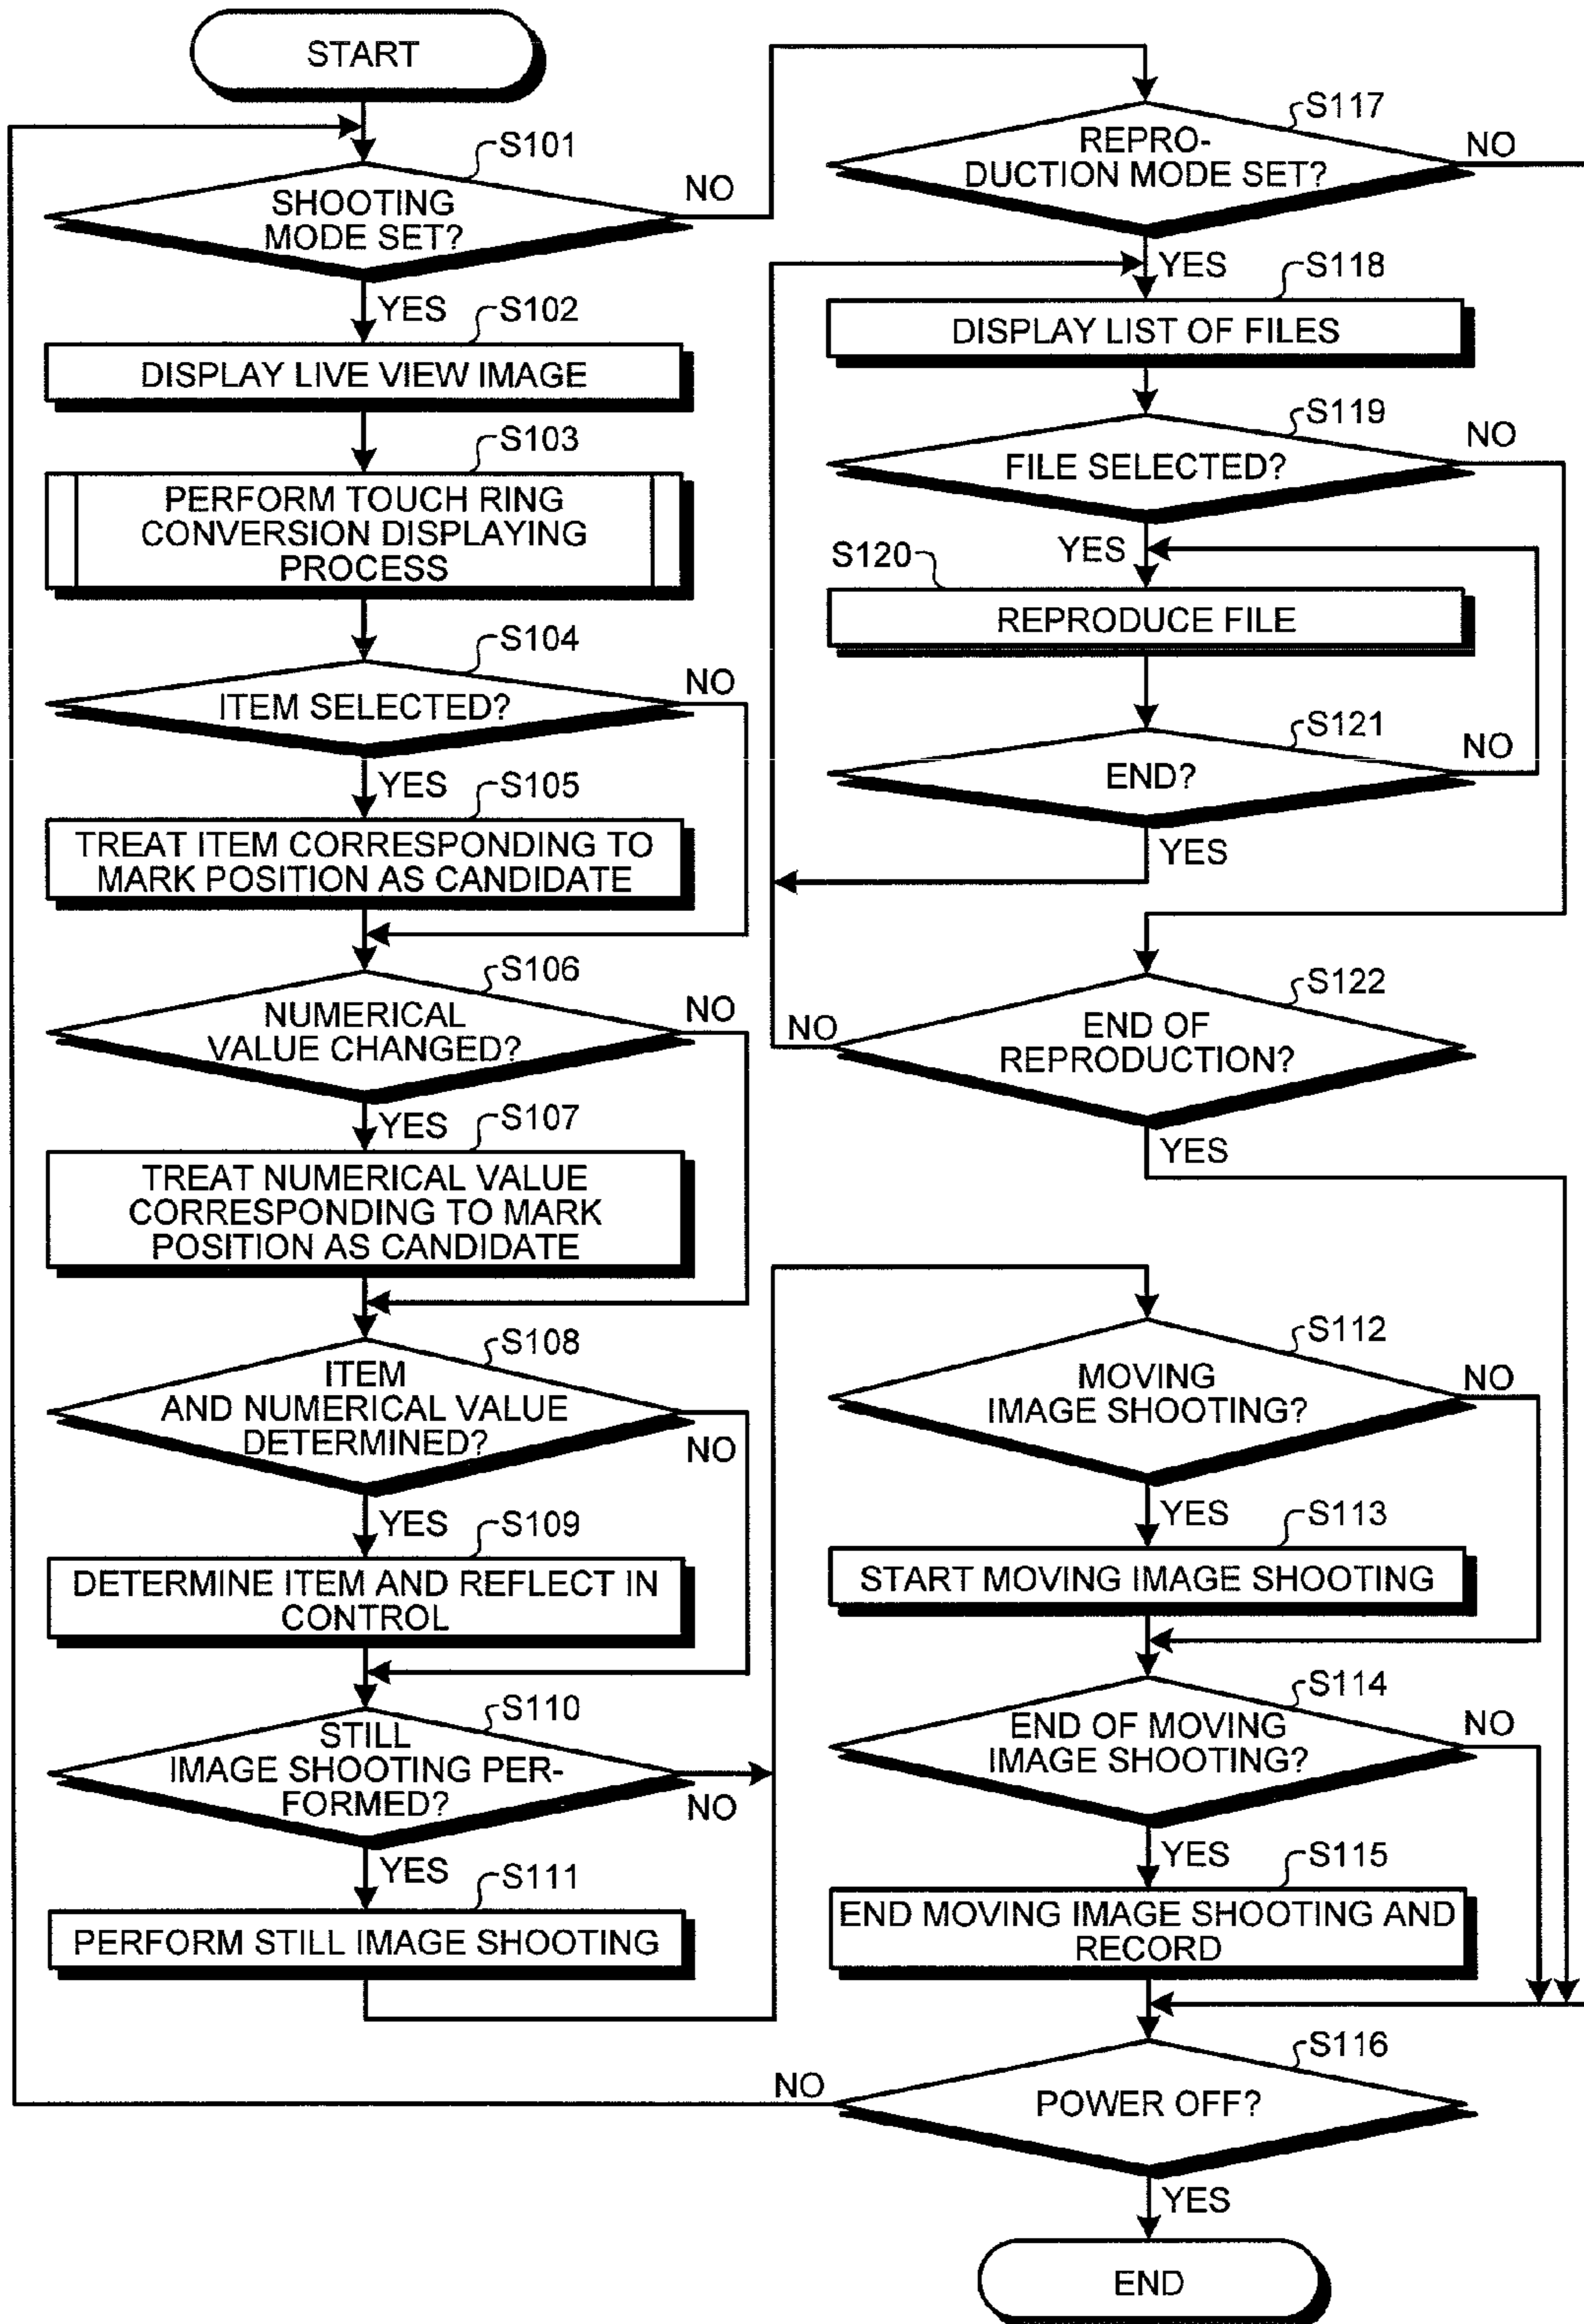 START
S101
SHOOTING
MODE SET?
NO
YES
S102
DISPLAY LIVE VIEW IMAGE
S103
PERFORM TOUCH RING
CONVERSION DISPLAYING
PROCESS
S104
ITEM SELECTED?
NO
YES
S105
TREAT ITEM CORRESPONDING TO
MARK POSITION AS CANDIDATE
S106
NUMERICAL
VALUE CHANGED?
NO
YES
S107
TREAT NUMERICAL VALUE
CORRESPONDING TO MARK
POSITION AS CANDIDATE
S108
ITEM
AND NUMERICAL VALUE
DETERMINED?
NO
YES
S109
DETERMINE ITEM AND REFLECT IN
CONTROL
S110
STILL
IMAGE SHOOTING PER-
FORMED?
NO
YES
S111
PERFORM STILL IMAGE SHOOTING
S117
REPRO-
DUCTION MODE SET?
NO
YES
S118
DISPLAY LIST OF FILES
S119
FILE SELECTED?
NO
YES
S120
REPRODUCE FILE
S121
END?
NO
YES
S122
END OF
REPRODUCTION?
NO
YES
S112
MOVING
IMAGE SHOOTING?
NO
YES
S113
START MOVING IMAGE SHOOTING
S114
END OF MOVING
IMAGE SHOOTING?
NO
YES
S115
END MOVING IMAGE SHOOTING AND
RECORD
S116
POWER OFF?
NO
YES
END